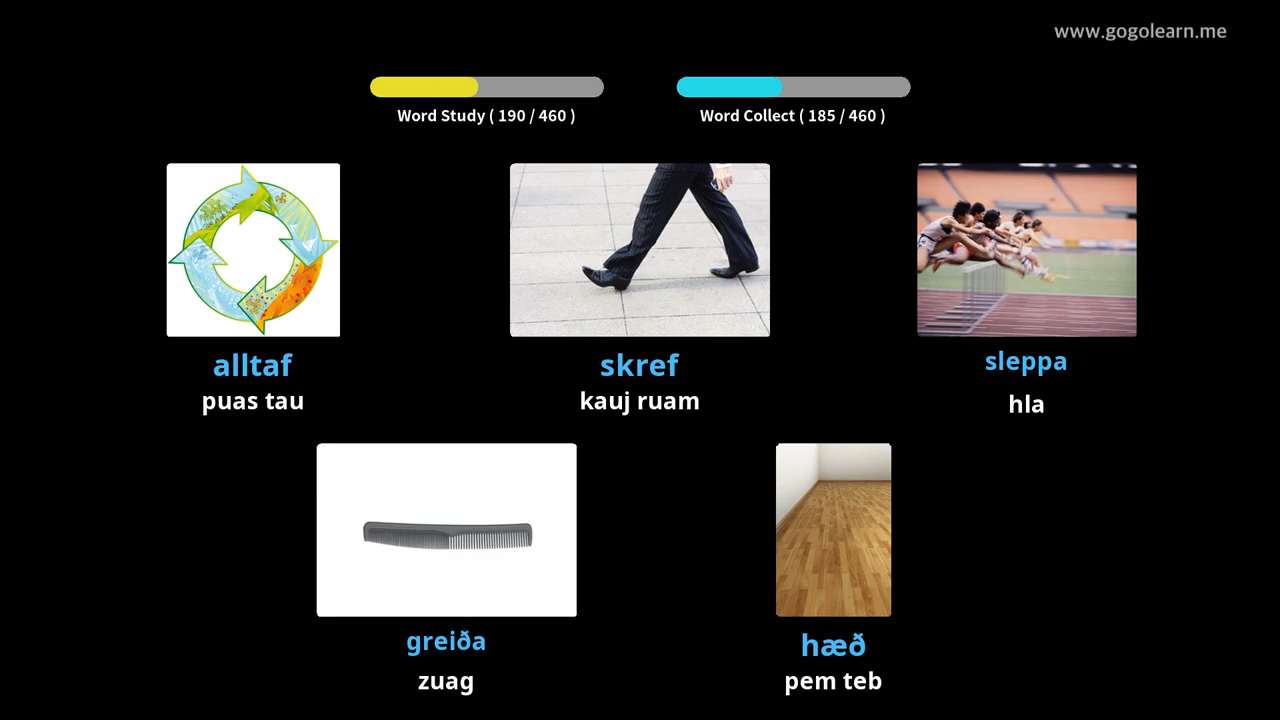 www.gogolearn.me
Word Study ( 190 / 460 )
Word Collect ( 185 / 460 )
alltaf
puas tau
skref
kauj ruam
sleppa
hla
greiða
zuag
hæð
pem teb